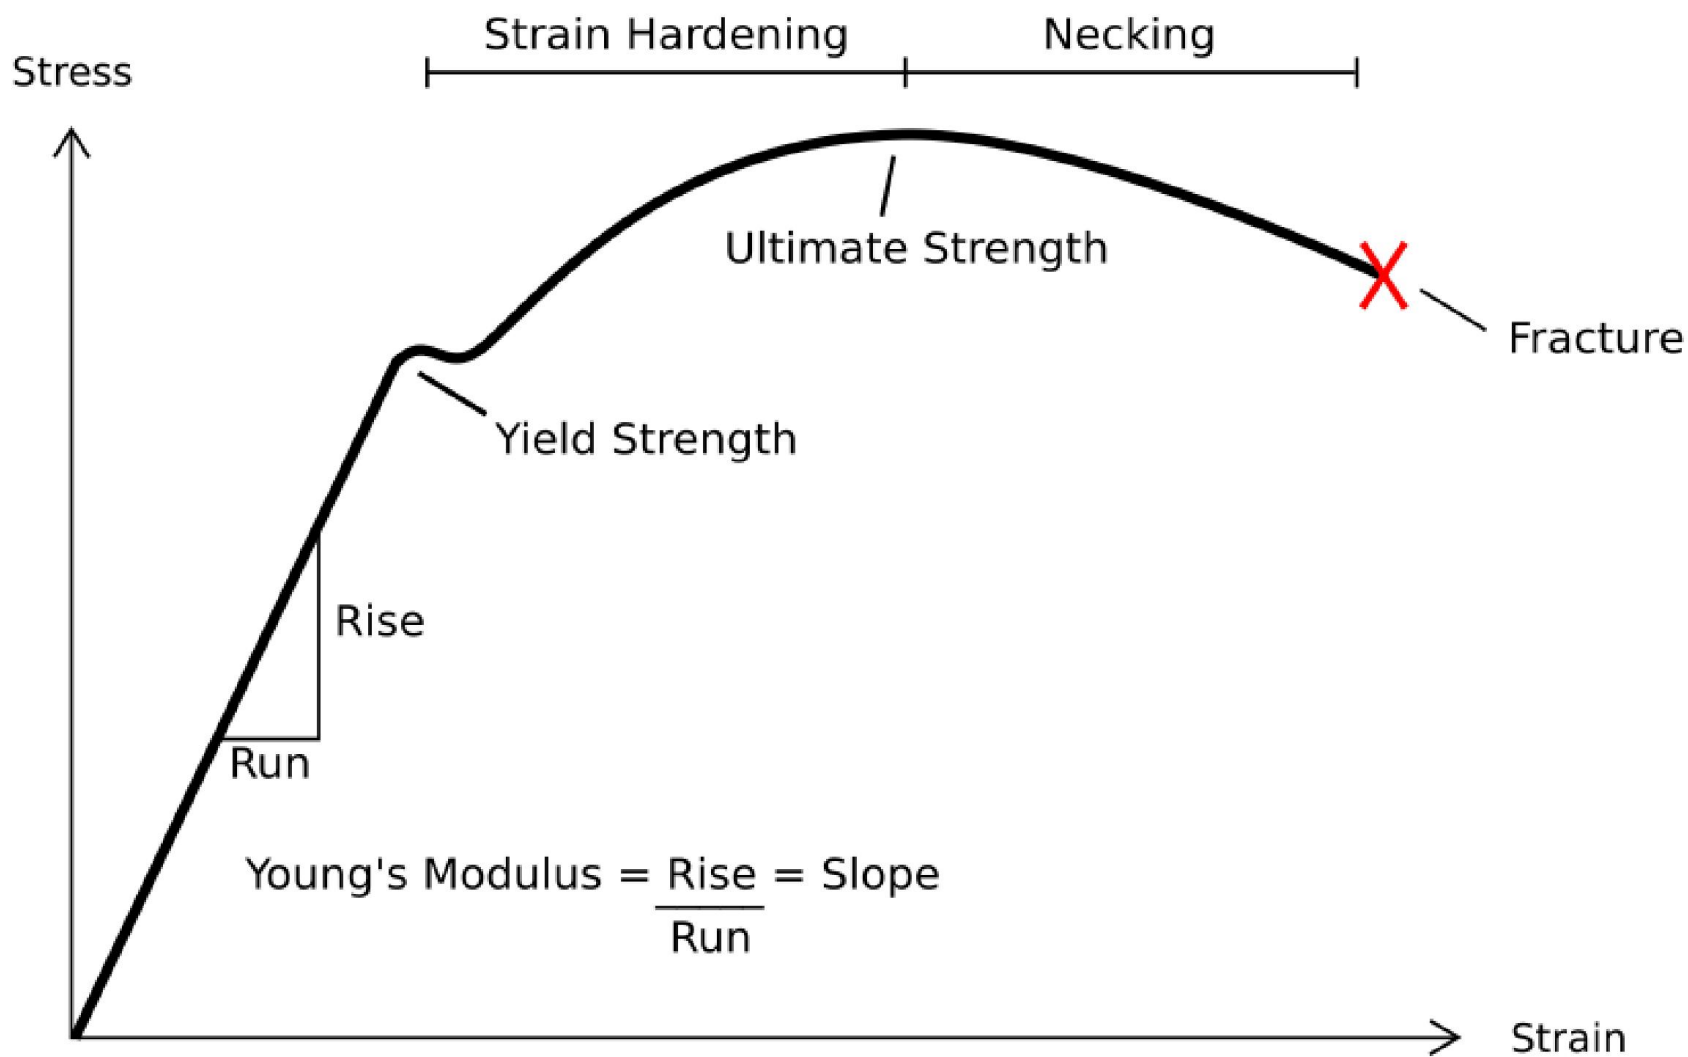 Strain Hardening
Necking
Stress
Ultimate Strength
Fracture
Yield Strength
Rise
Run
Young's Modulus = Rise = Slope
Run
Strain